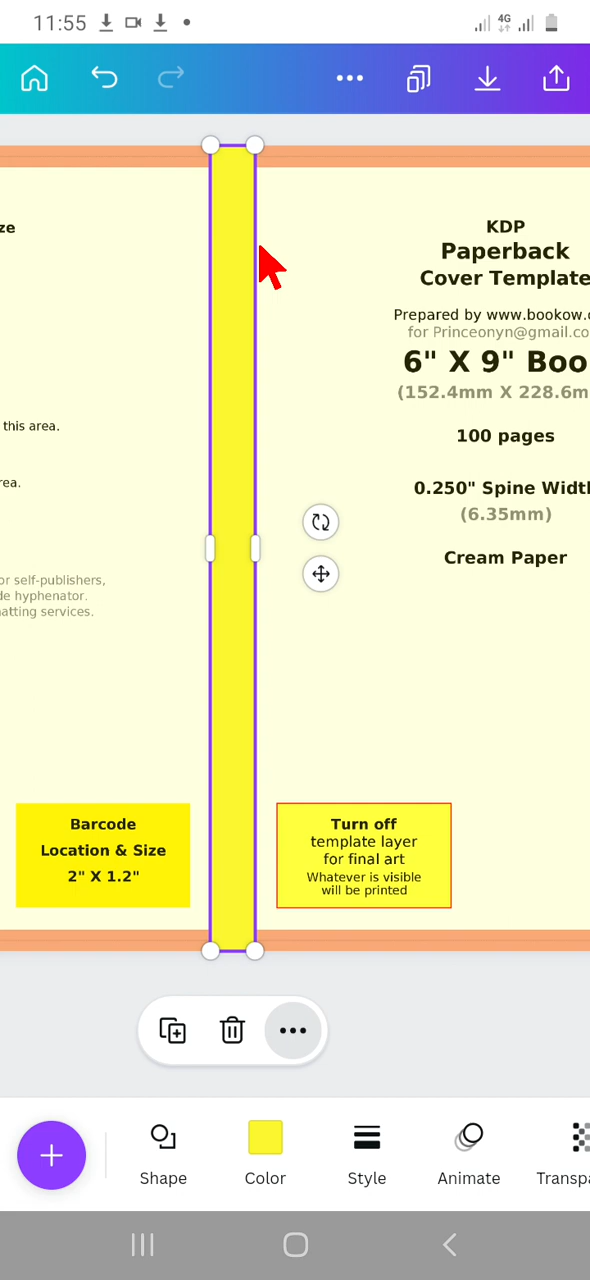 11:55
4G
ze
this area.
rea.
or self-publishers,
de hyphenator.
atting services.
KDP
Paperback
Cover Template
Prepared by www.bookow.c
for Princeonyn@gmail.co
6" X 9" Boo
(152.4mm X 228.6m
100 pages
0.250" Spine Widt
(6.35mm)
Cream Paper
Barcode
Location & Size
2" X 1.2"
Turn off
template layer
for final art
Whatever is visible
will be printed
Shape
Color
Style
Animate
Transpa